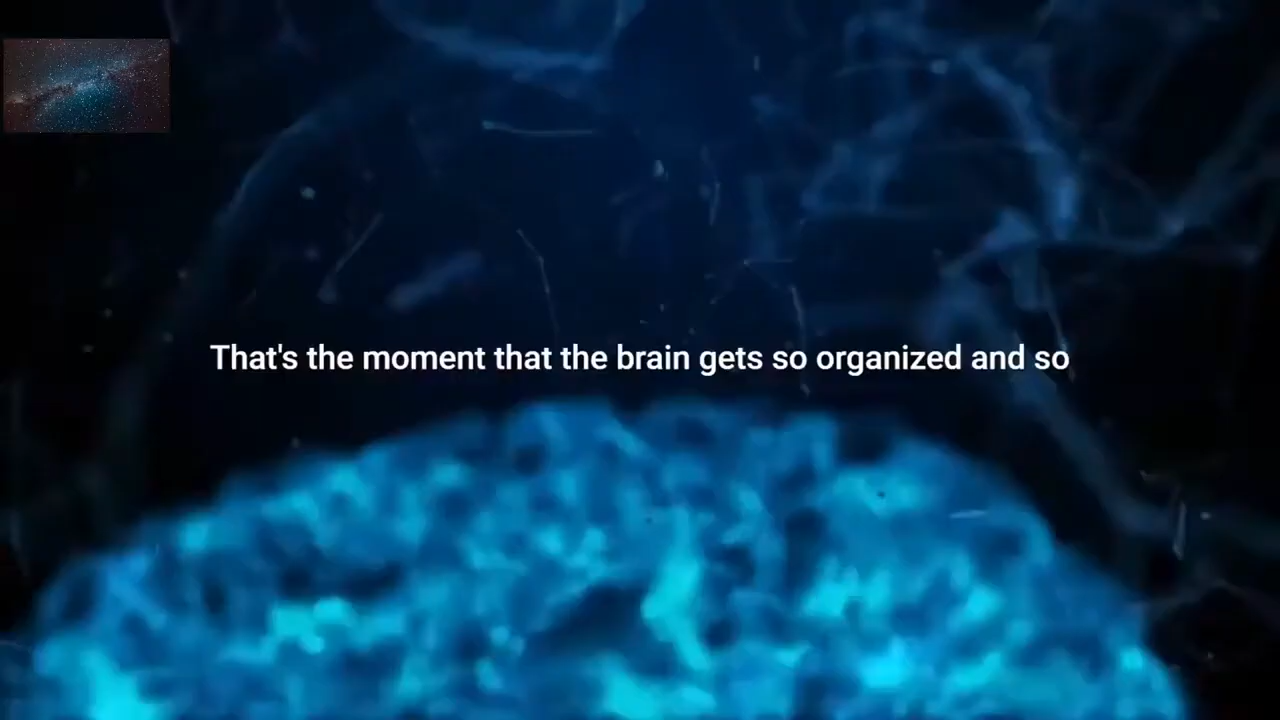 That's the moment that the brain gets so organized and so